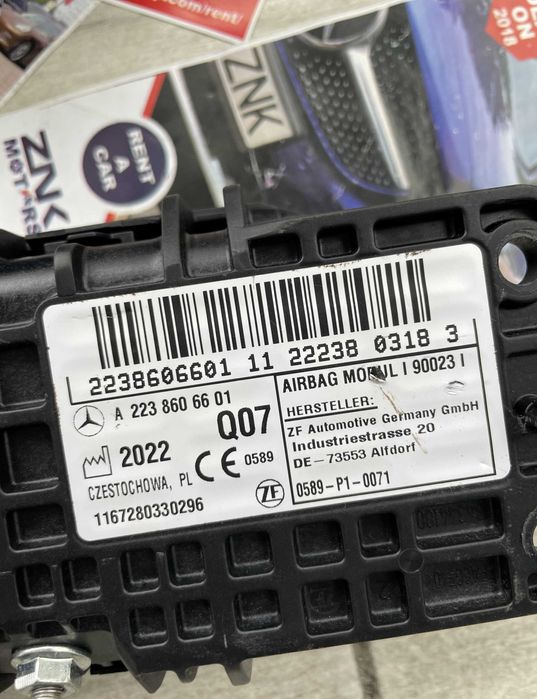 .com/rent/
ON
2018
ZNK
RENT
A
CAR
ZNK
MOTARS
2238606601 11 22238 0318 3
A 223 860 66 01
Q07
2022
CE 0589
CZESTOCHOWA, PL
1167280330296
ZF
AIRBAG MODUL I 90023 I
HERSTELLER:
ZF Automotive Germany GmbH
Industriestrasse 20
DE-73553 Alfdorf
0589-P1-0071